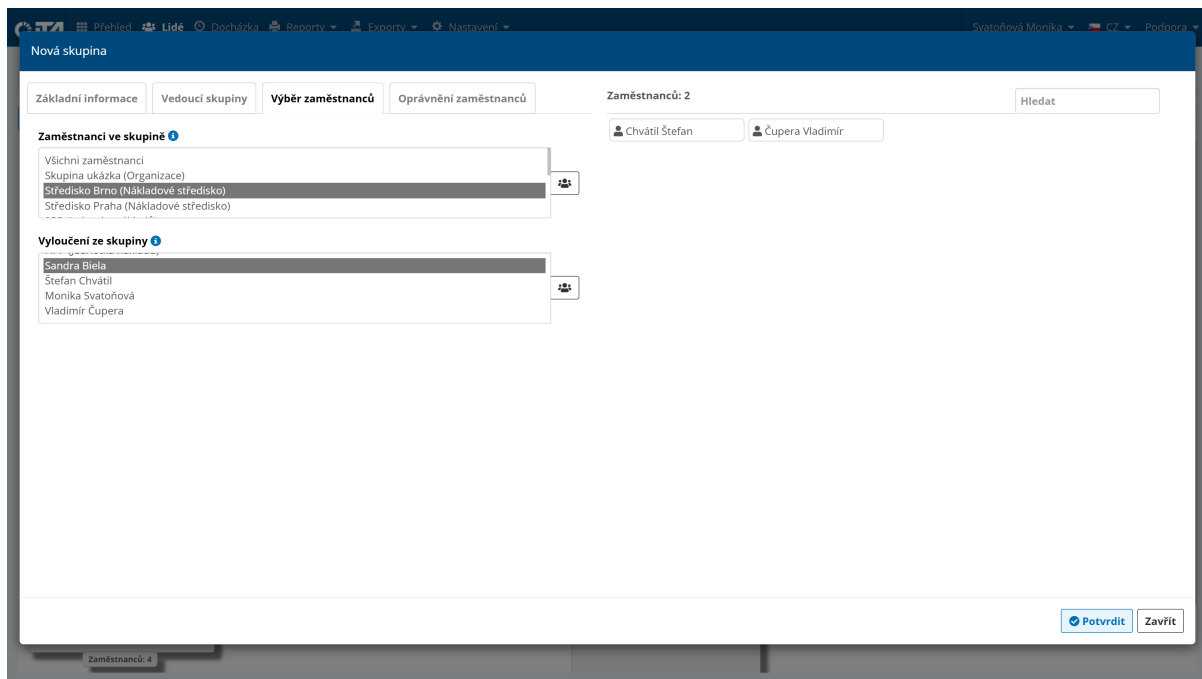 Přehled Lidé Docházka Reporty Exporty Nastavení Svatoňová Monika CZ Podpora
Nová skupina
Základní informace Vedoucí skupiny Výběr zaměstnanců Oprávnění zaměstnanců
Zaměstnanců: 2
Hledat
Chvátil Štefan Čupera Vladimír
Zaměstnanci ve skupině
Všichni zaměstnanci
Skupina ukázka (Organizace)
Středisko Brno (Nákladové středisko)
Středisko Praha (Nákladové středisko)
Vyloučení ze skupiny
Sandra Biela
Štefan Chvátil
Monika Svatoňová
Vladimír Čupera
Potvrdit Zavřít
Zaměstnanců: 4